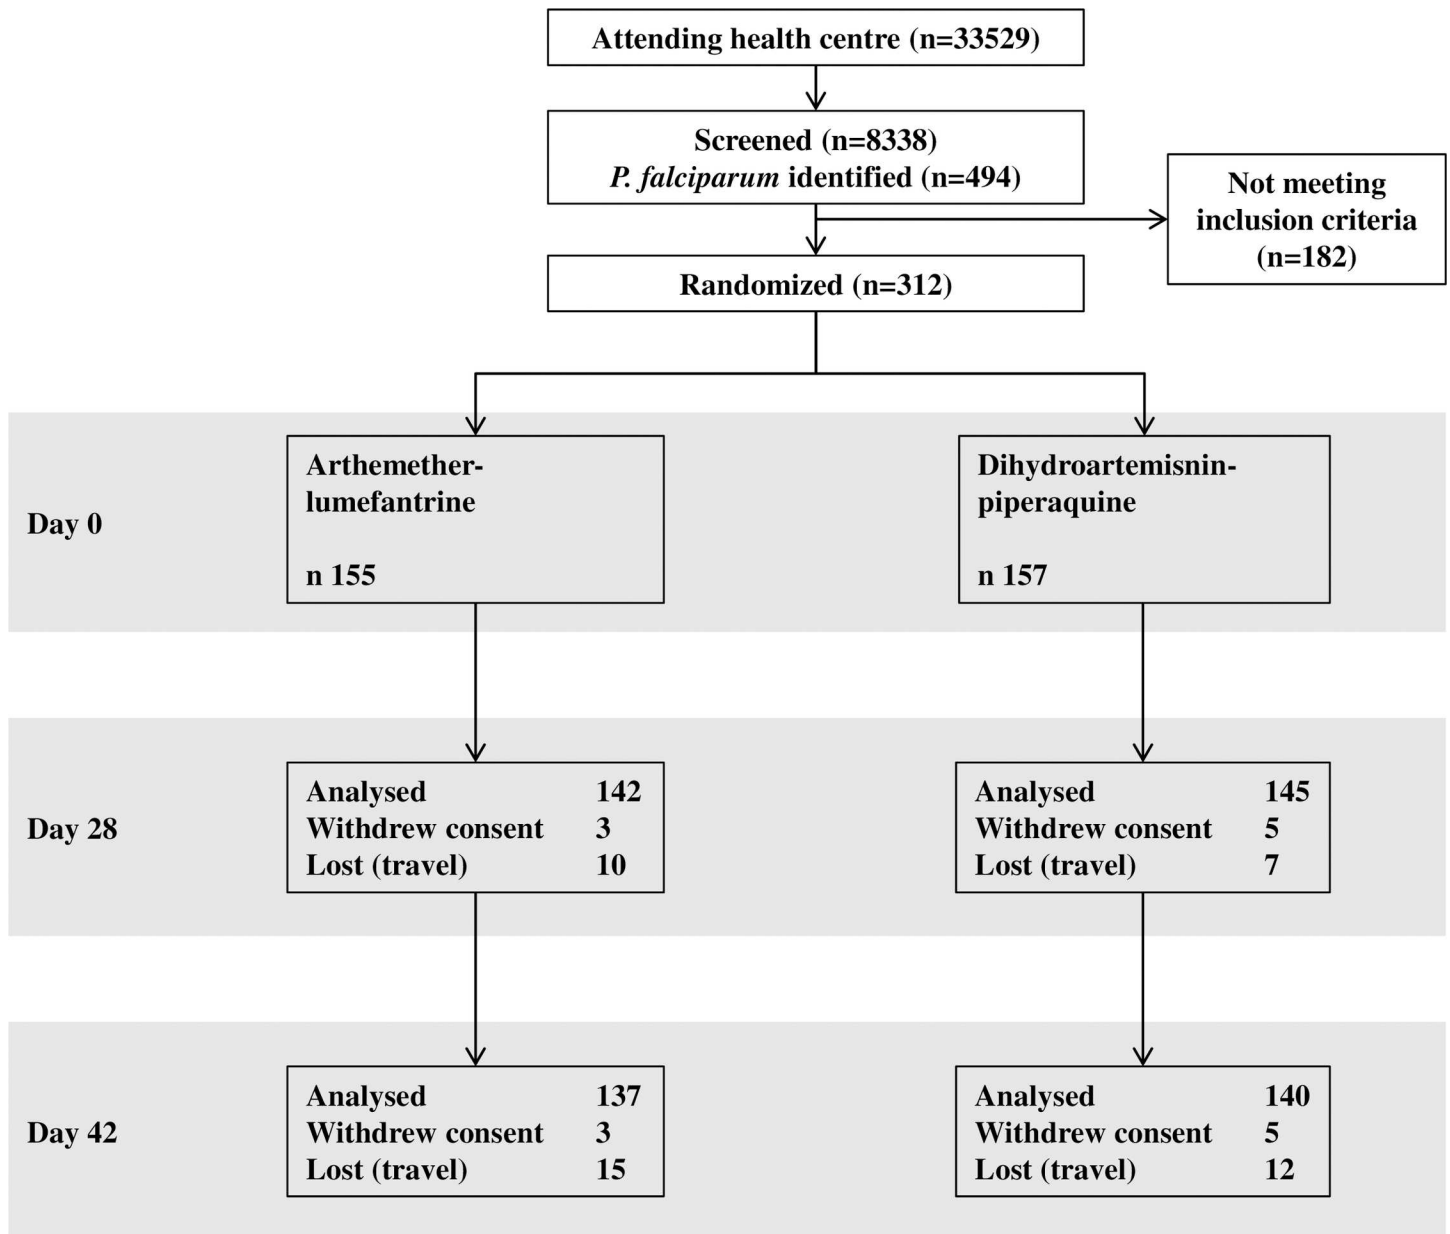 Attending health centre (n=33529)
Screened (n=8338)
P. falciparum identified (n=494)
Not meeting
inclusion criteria
(n=182)
Randomized (n=312)
Day 0
Arthemether-
lumefantrine
n 155
Dihydroartemisnin-
piperaquine
n 157
Day 28
Analysed 142
Withdrew consent 3
Lost (travel) 10
Analysed 145
Withdrew consent 5
Lost (travel) 7
Day 42
Analysed 137
Withdrew consent 3
Lost (travel) 15
Analysed 140
Withdrew consent 5
Lost (travel) 12